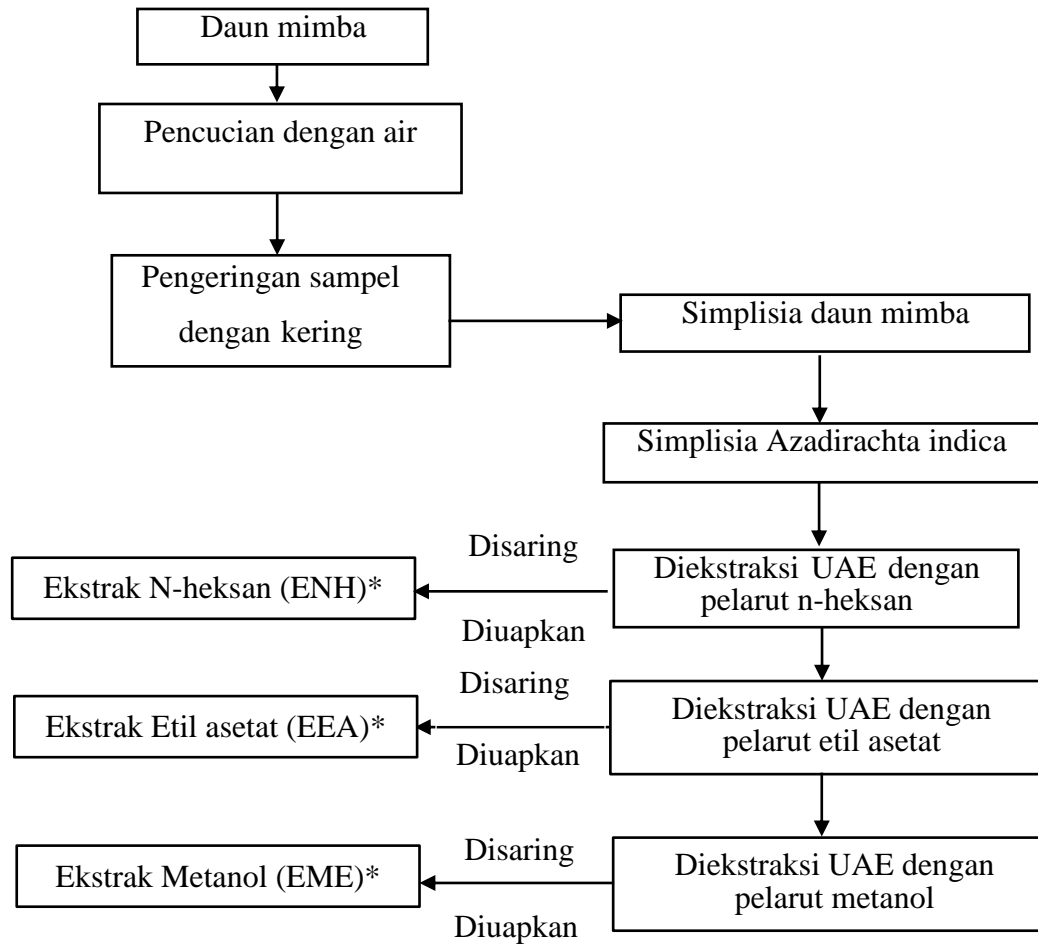 Daun mimba
Pencucian dengan air
Pengeringan sampel
dengan kering
Simplisia daun mimba
Simplisia Azadirachta indica
Disaring
Diekstraksi UAE dengan
pelarut n-heksan
Ekstrak N-heksan (ENH)*
Diuapkan
Disaring
Diekstraksi UAE dengan
pelarut etil asetat
Ekstrak Etil asetat (EEA)*
Diuapkan
Disaring
Diekstraksi UAE dengan
pelarut metanol
Ekstrak Metanol (EME)*
Diuapkan